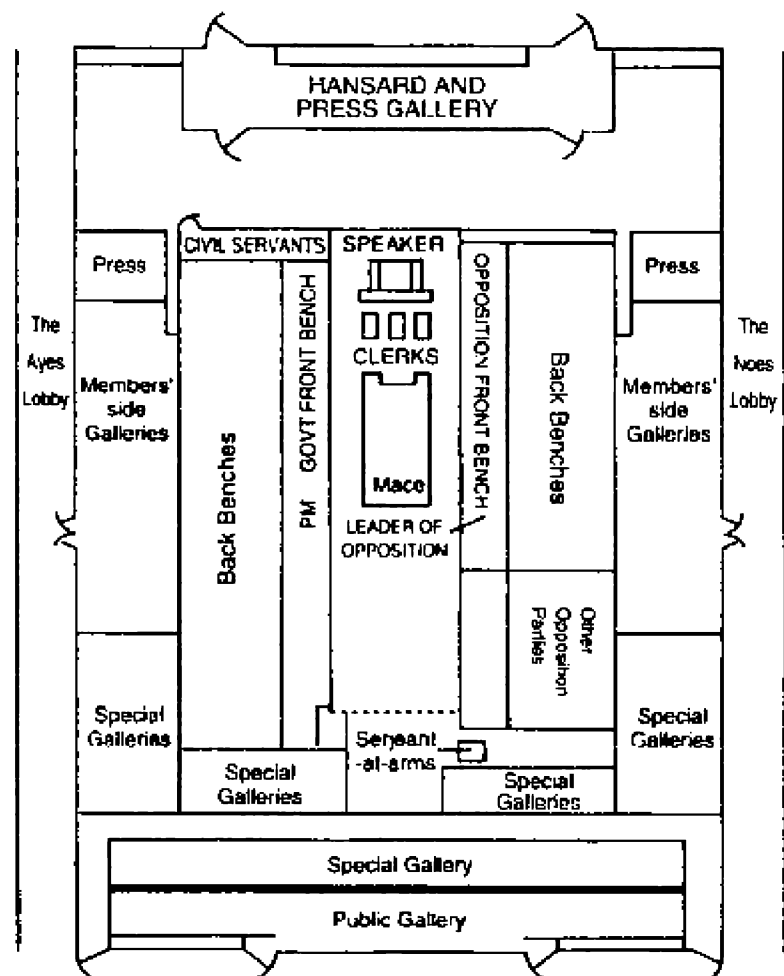 HANSARD AND
PRESS GALLERY
CIVIL SERVANTS
SPEAKER
Press
Press
The
Ayes
Lobby
Members'
side
Galleries
Back Benches
PM GOVT FRONT BENCH
CLERKS
Mace
LEADER OF
OPPOSITION
OPPOSITION FRONT BENCH
Back Benches
Other
Opposition
Parties
Members'
side
Galleries
The
Noes
Lobby
Special
Galleries
Special
Galleries
Serjeant
-at-arms
Special
Galleries
Special
Galleries
Special Gallery
Public Gallery